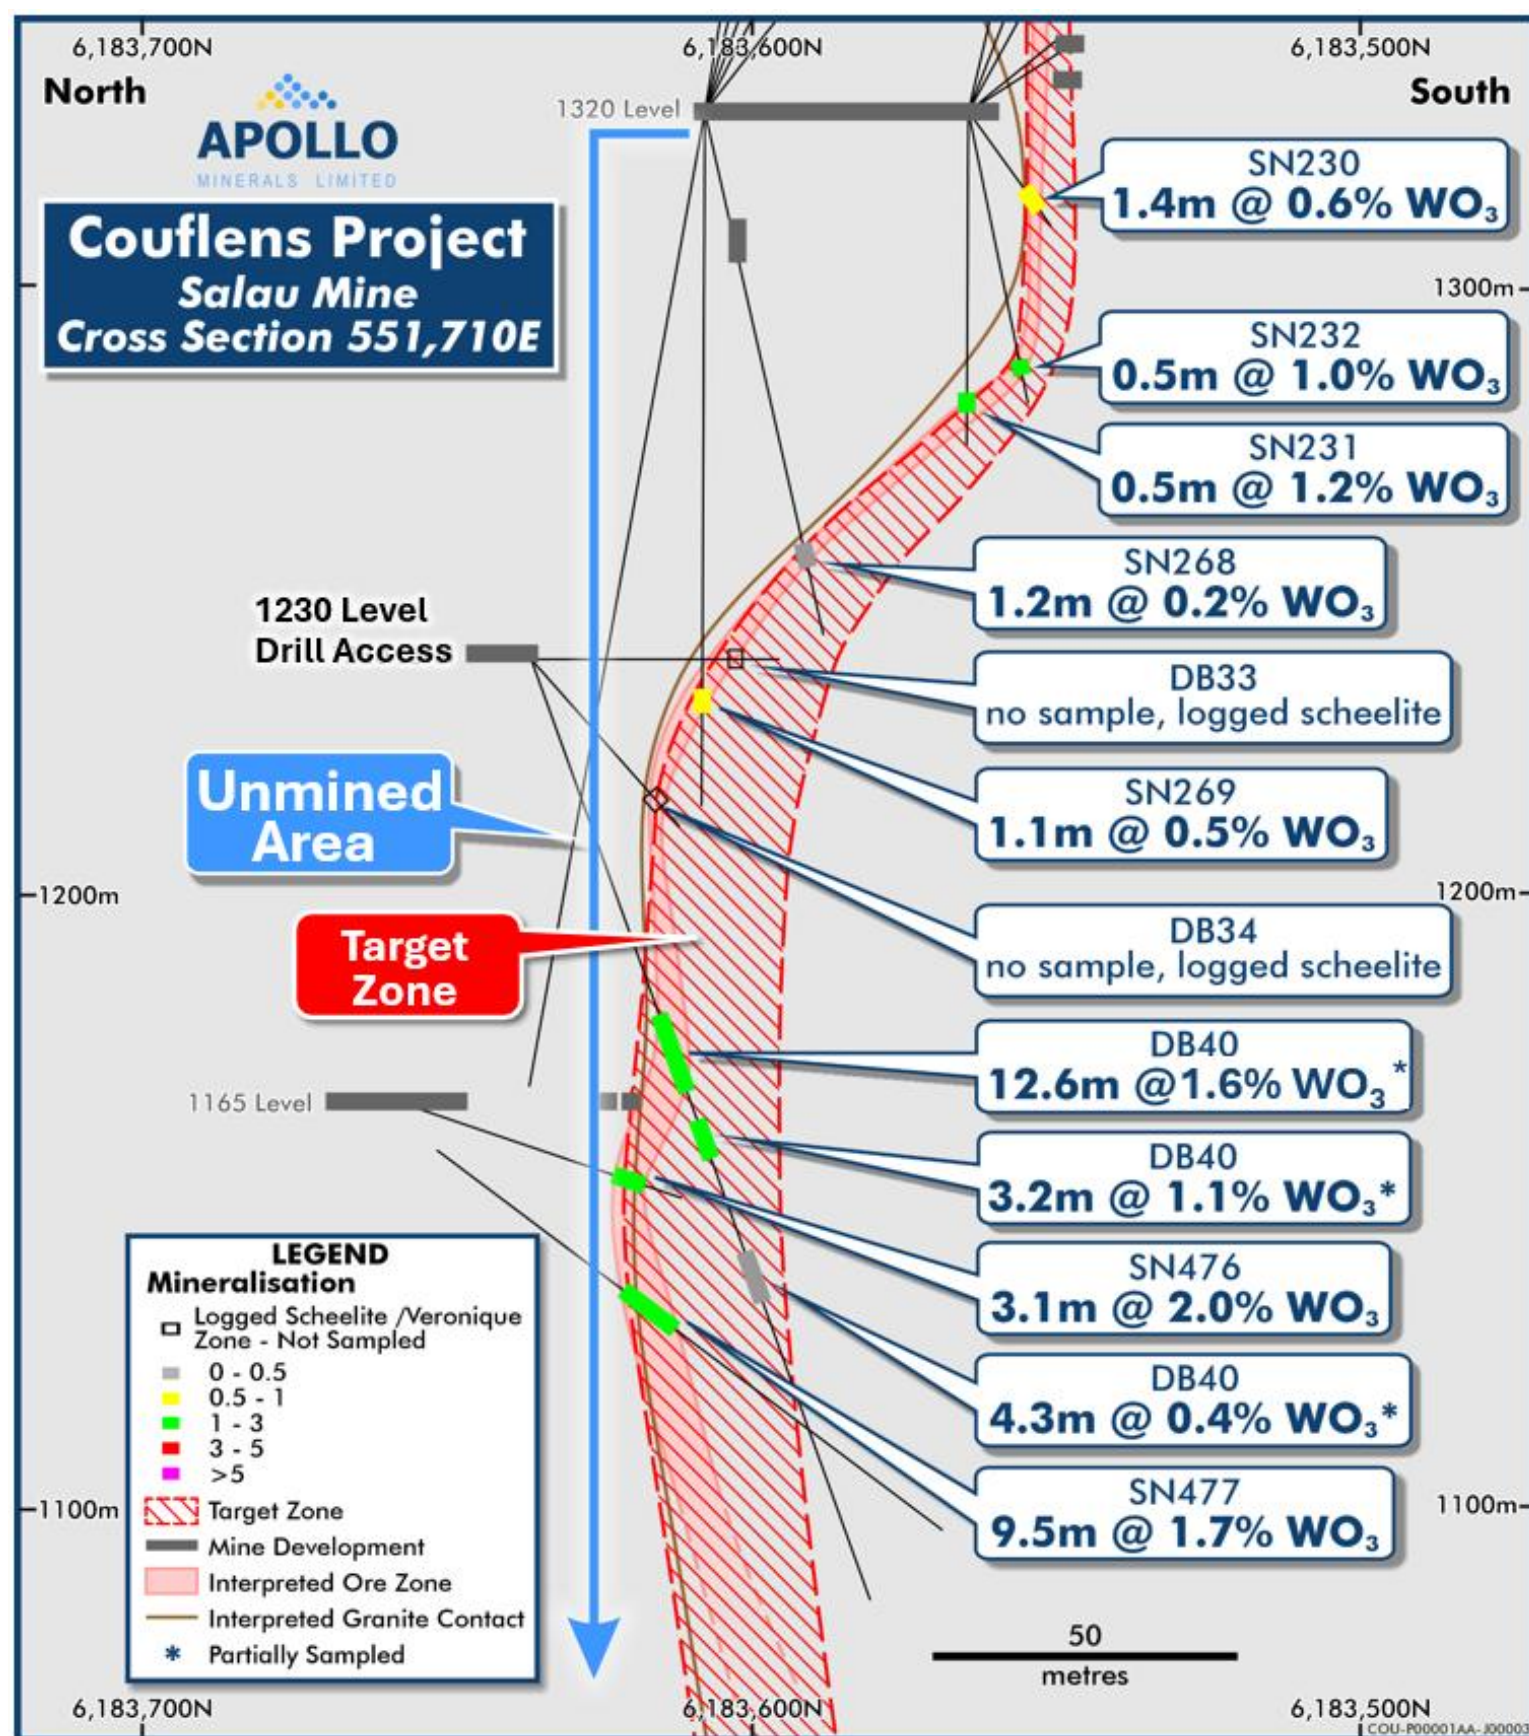 6,183,700N
6,183,600N
6,183,500N
North
South
APOLLO
MINERALS LIMITED
1320 Level
Couflens Project
Salau Mine
Cross Section 551,710E
SN230
1.4m @ 0.6% WO₃
1300m
SN232
0.5m @ 1.0% WO₃
SN231
0.5m @ 1.2% WO₃
SN268
1.2m @ 0.2% WO₃
1230 Level
Drill Access
DB33
no sample, logged scheelite
Unmined
Area
SN269
1.1m @ 0.5% WO₃
1200m
1200m
Target
Zone
DB34
no sample, logged scheelite
DB40
12.6m @1.6% WO₃*
1165 Level
DB40
3.2m @ 1.1% WO₃*
SN476
3.1m @ 2.0% WO₃
DB40
4.3m @ 0.4% WO₃*
SN477
9.5m @ 1.7% WO₃
LEGEND
Mineralisation
Logged Scheelite /Veronique
Zone - Not Sampled
0 - 0.5
0.5 - 1
1 - 3
3 - 5
>5
Target Zone
Mine Development
Interpreted Ore Zone
Interpreted Granite Contact
* Partially Sampled
1100m
1100m
50
metres
6,183,700N
6,183,600N
6,183,500N